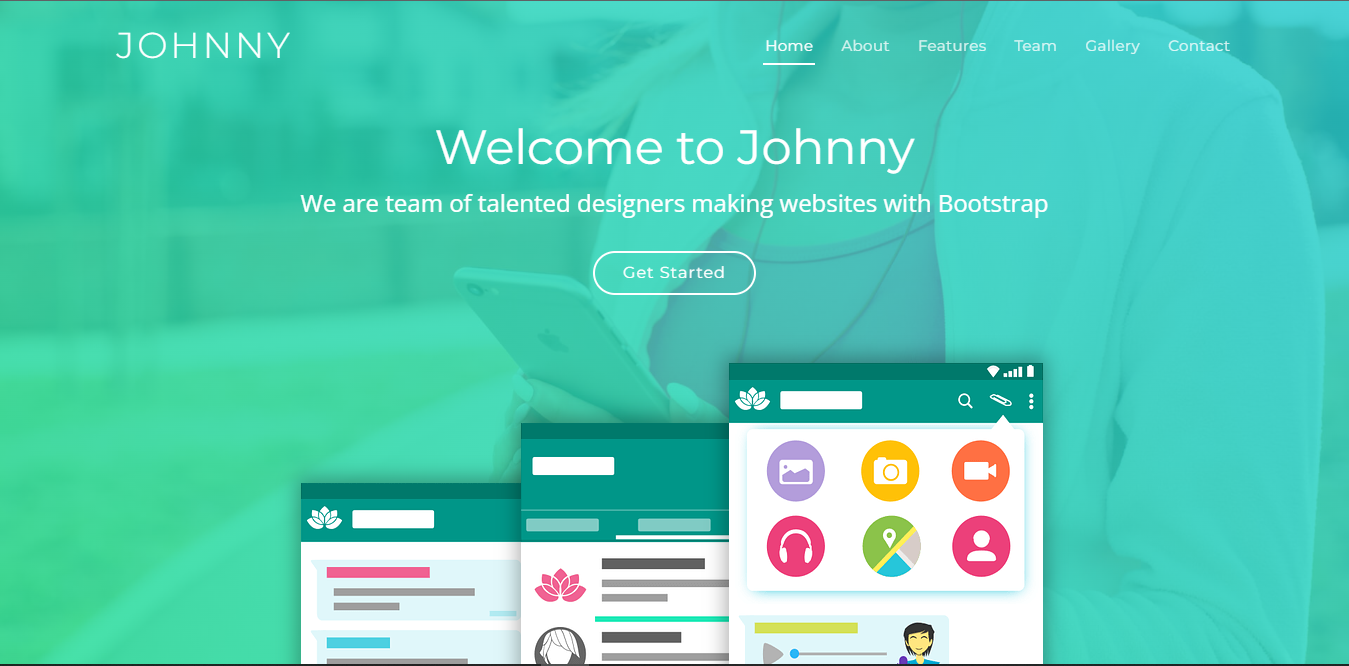 JOHNNY
Home About Features Team Gallery Contact
Welcome to Johnny
We are team of talented designers making websites with Bootstrap
Get Started